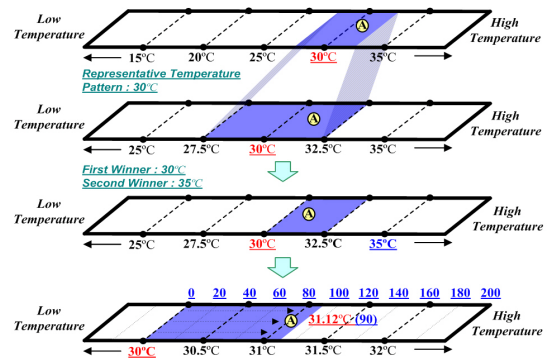 Low Temperature
High Temperature
A
15°C 20°C 25°C 30°C 35°C
Representative Temperature
Pattern : 30°C
Low Temperature
High Temperature
A
25°C 27.5°C 30°C 32.5°C 35°C
First Winner : 30°C
Second Winner : 35°C
Low Temperature
High Temperature
A
25°C 27.5°C 30°C 32.5°C 35°C
0 20 40 60 80 100 120 140 160 180 200
Low Temperature
High Temperature
A
31.12°C (90)
30°C 30.5°C 31°C 31.5°C 32°C